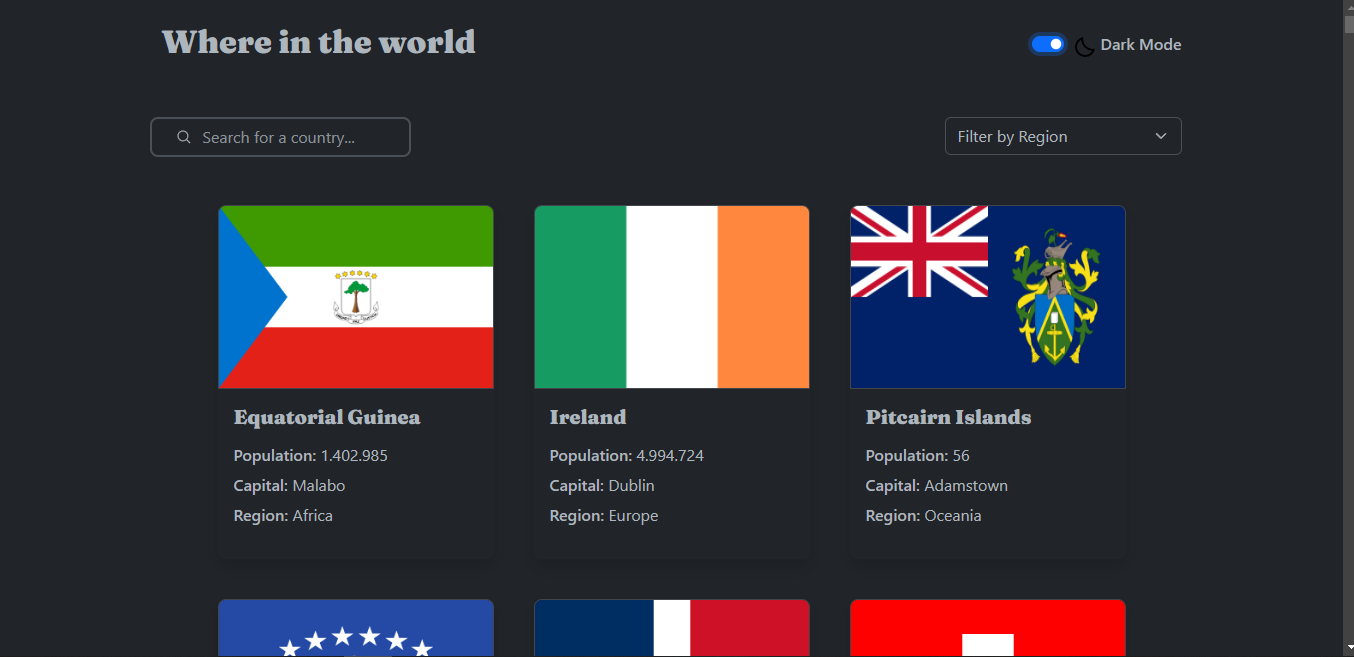 Where in the world
Dark Mode
Search for a country...
Filter by Region
Equatorial Guinea
Population: 1.402.985
Capital: Malabo
Region: Africa
Ireland
Population: 4.994.724
Capital: Dublin
Region: Europe
Pitcairn Islands
Population: 56
Capital: Adamstown
Region: Oceania